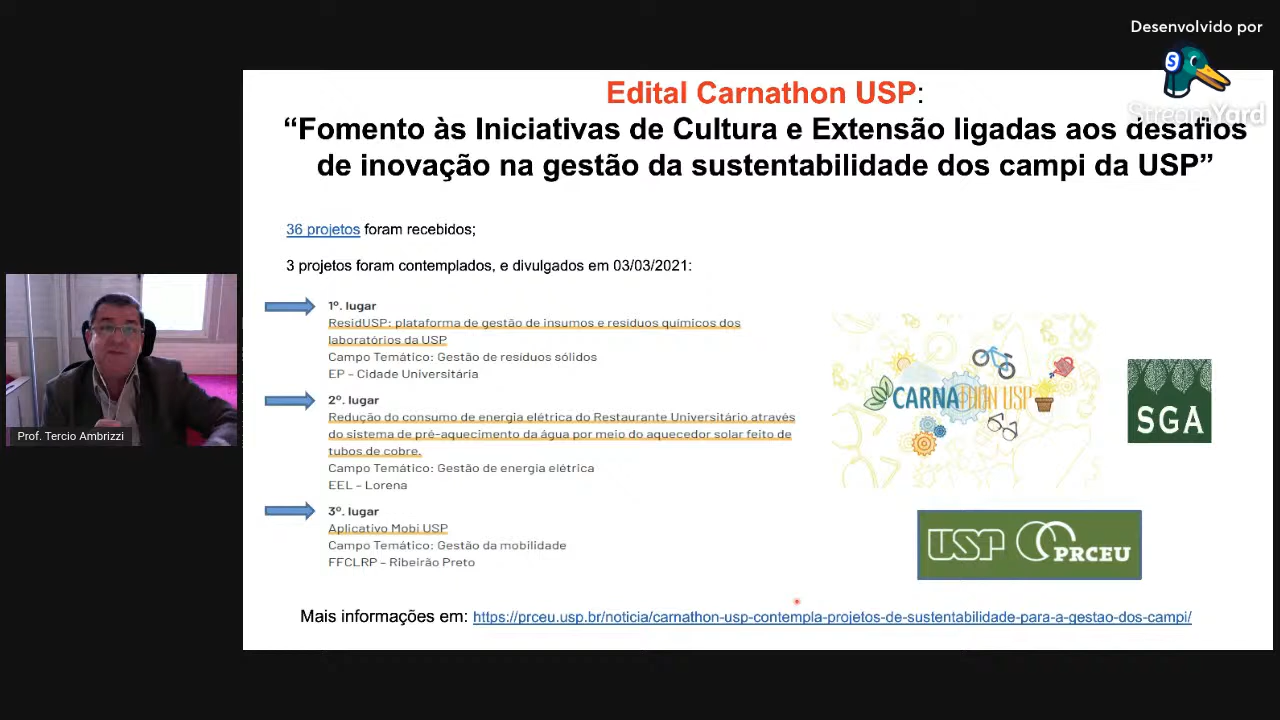 Desenvolvido por
S
StreamYard
Edital Carnathon USP:
“Fomento às Iniciativas de Cultura e Extensão ligadas aos desafios
de inovação na gestão da sustentabilidade dos campi da USP”
36 projetos foram recebidos;
3 projetos foram contemplados, e divulgados em 03/03/2021:
1º. lugar
ResidUSP: plataforma de gestão de insumos e resíduos químicos dos
laboratórios da USP
Campo Temático: Gestão de resíduos sólidos
EP – Cidade Universitária
2º. lugar
Redução do consumo de energia elétrica do Restaurante Universitário através
do sistema de pré-aquecimento da água por meio do aquecedor solar feito de
tubos de cobre.
Campo Temático: Gestão de energia elétrica
EEL – Lorena
3º. lugar
Aplicativo Mobi USP
Campo Temático: Gestão da mobilidade
FFCLRP – Ribeirão Preto
CARNATHON USP
SGA
USP PRCEU
Mais informações em: https://prceu.usp.br/noticia/carnathon-usp-contempla-projetos-de-sustentabilidade-para-a-gestao-dos-campi/
Prof. Tercio Ambrizzi